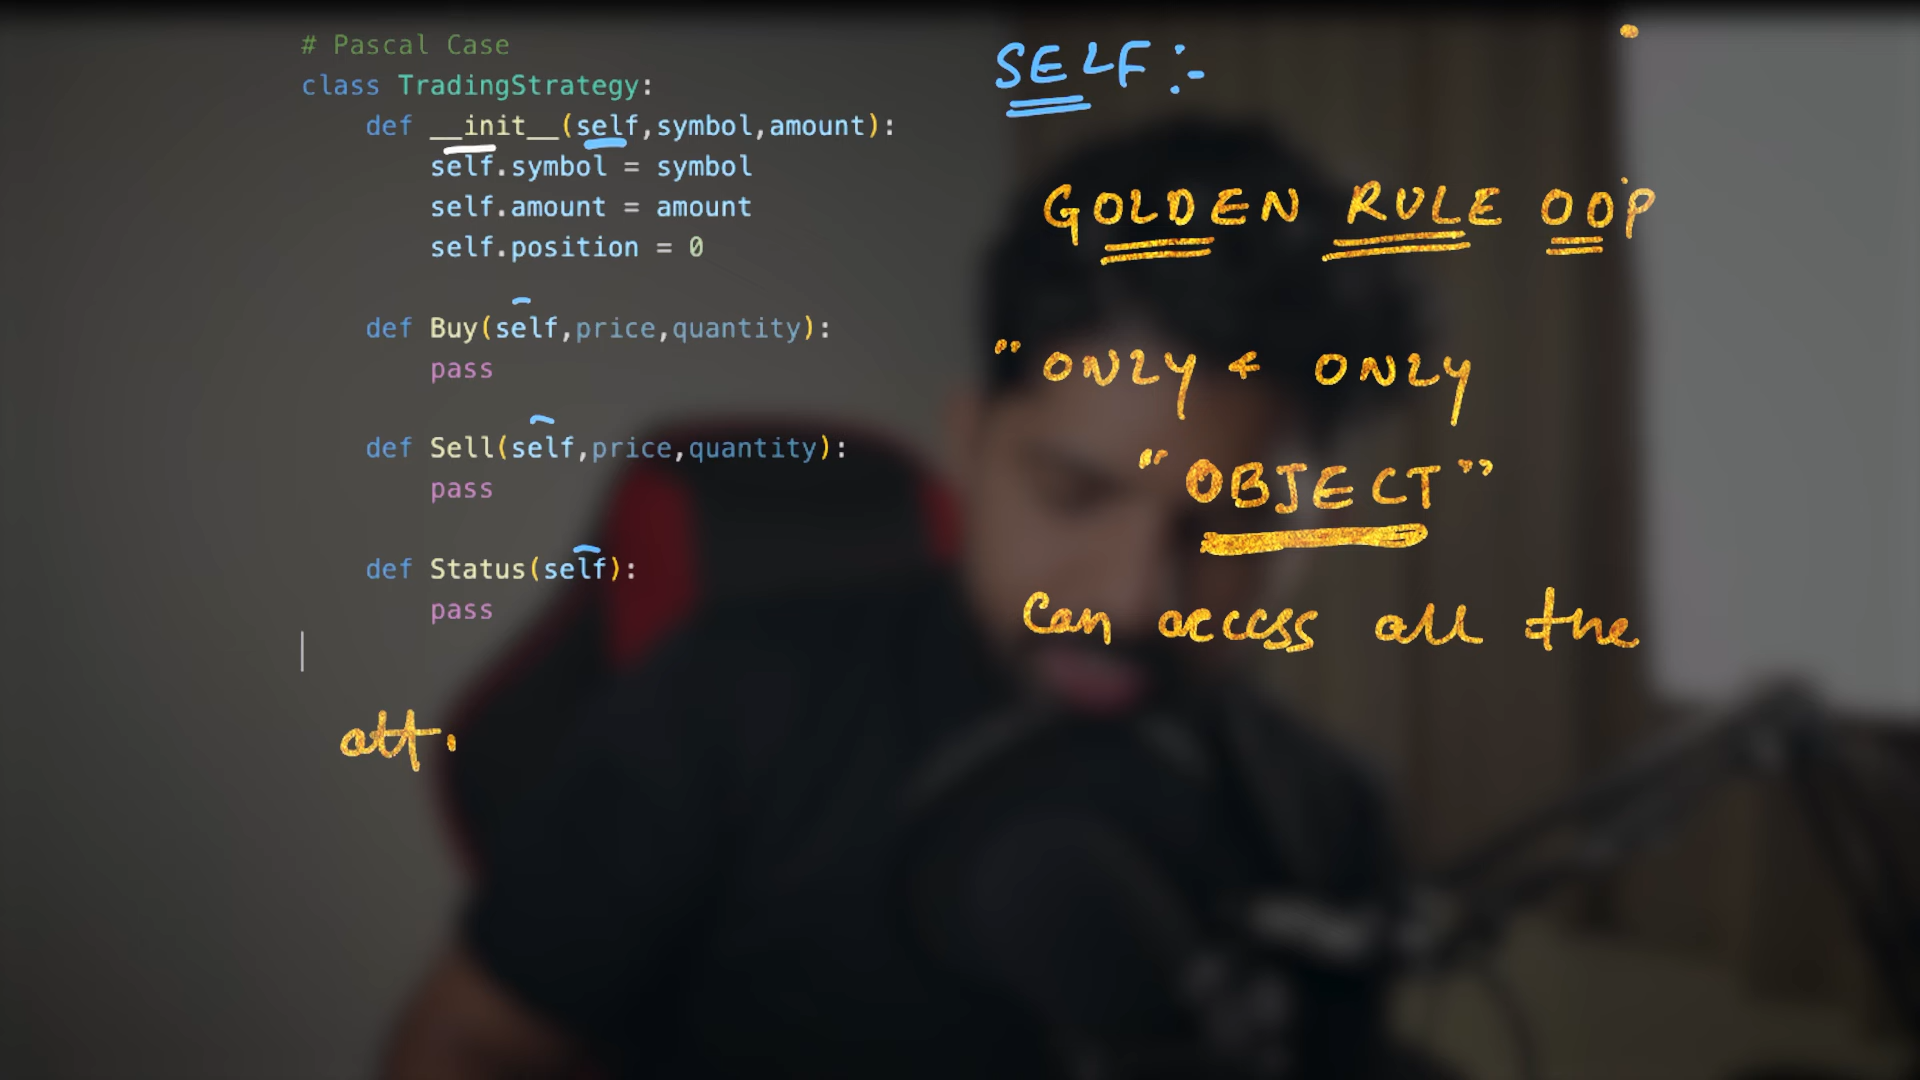 # Pascal Case
class TradingStrategy:
    def __init__(self,symbol,amount):
        self.symbol = symbol
        self.amount = amount
        self.position = 0
    def Buy(self,price,quantity):
        pass
    def Sell(self,price,quantity):
        pass
    def Status(self):
        pass
SELF :-
GOLDEN RULE OOP
"ONLY & ONLY
"OBJECT"
Can access all the
att.